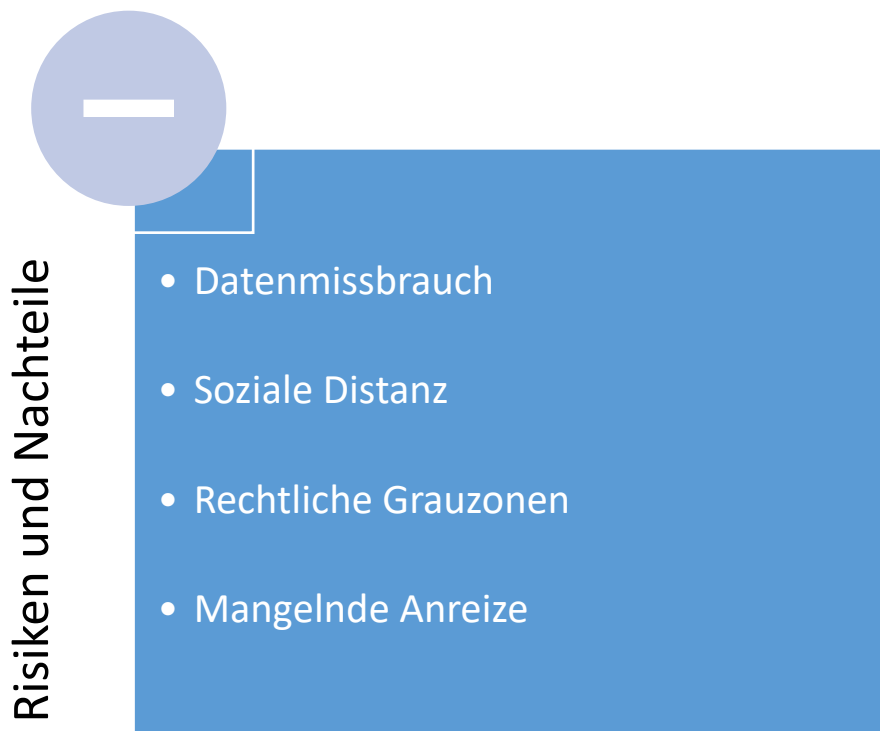 Risiken und Nachteile
• Datenmissbrauch
• Soziale Distanz
• Rechtliche Grauzonen
• Mangelnde Anreize